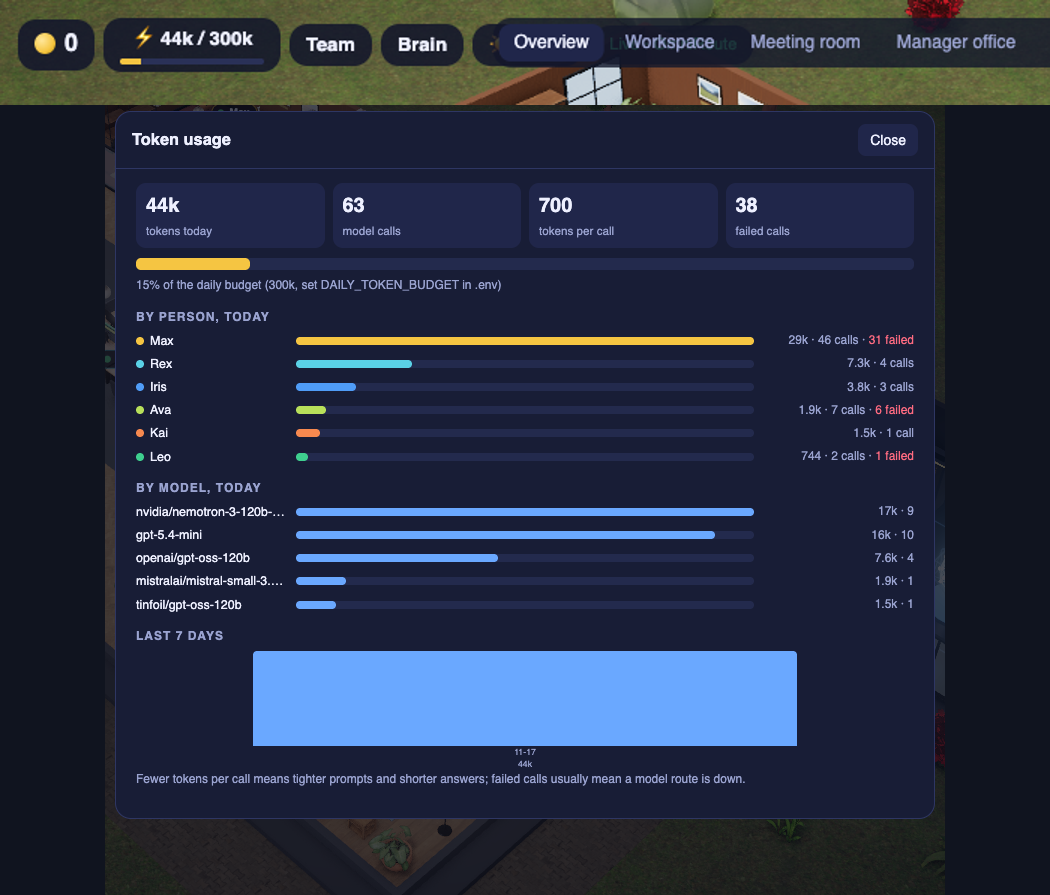 0
44k / 300k
Team
Brain
Overview
Workspace
Meeting room
Manager office
Token usage
Close
44k
tokens today
63
model calls
700
tokens per call
38
failed calls
15% of the daily budget (300k, set DAILY_TOKEN_BUDGET in .env)
BY PERSON, TODAY
Max 29k · 46 calls · 31 failed
Rex 7.3k · 4 calls
Iris 3.8k · 3 calls
Ava 1.9k · 7 calls · 6 failed
Kai 1.5k · 1 call
Leo 744 · 2 calls · 1 failed
BY MODEL, TODAY
nvidia/nemotron-3-120b-... 17k · 9
gpt-5.4-mini 16k · 10
openai/gpt-oss-120b 7.6k · 4
mistralai/mistral-small-3.... 1.9k · 1
tinfoil/gpt-oss-120b 1.5k · 1
LAST 7 DAYS
11-17
44k
Fewer tokens per call means tighter prompts and shorter answers; failed calls usually mean a model route is down.